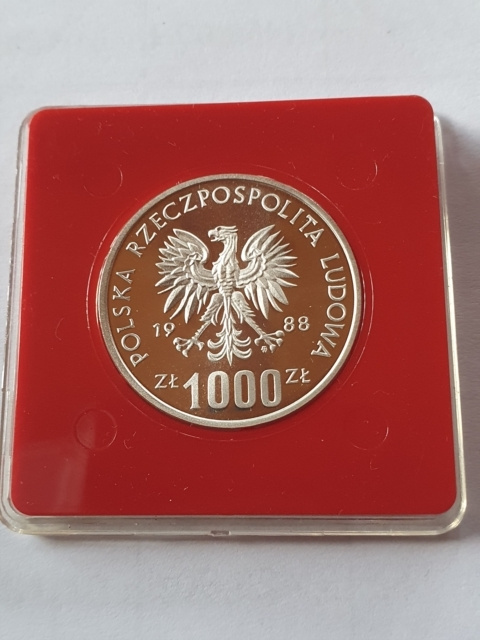 POLSKA RZECZPOSPOLITA LUDOWA
19 88
ZŁ 1000 ZŁ